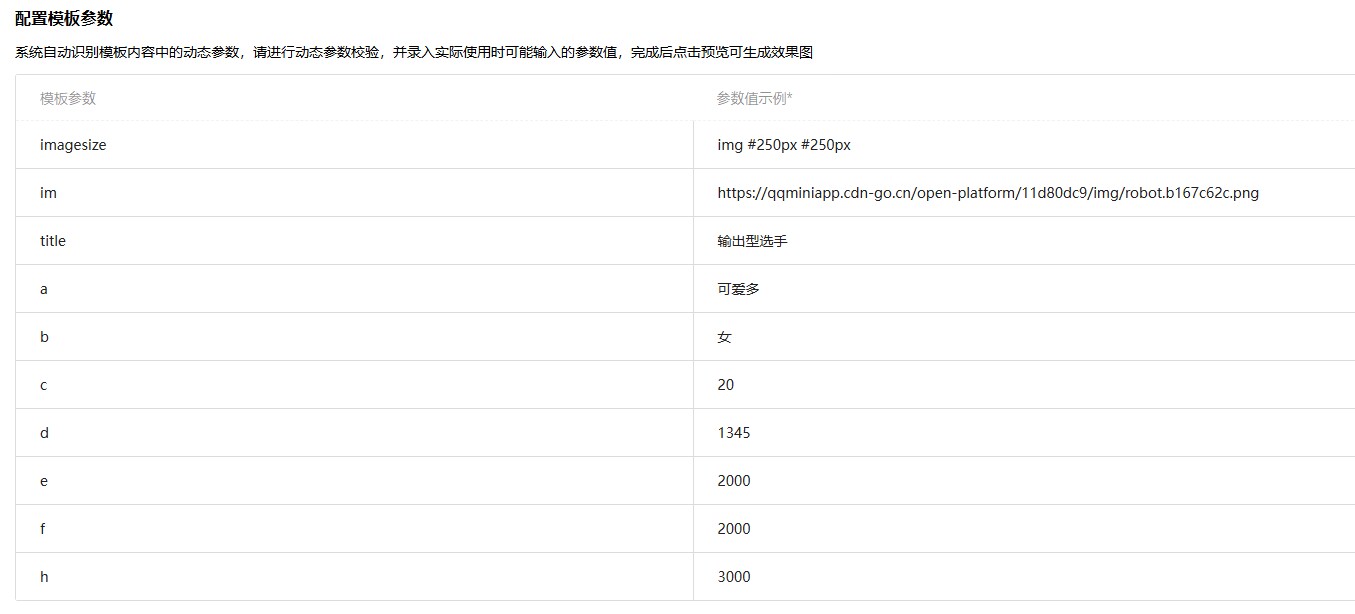 配置模板参数
系统自动识别模板内容中的动态参数，请进行动态参数校验，并录入实际使用时可能输入的参数值，完成后点击预览可生成效果图
模板参数 参数值示例*
imagesize img #250px #250px
im https://qqminiapp.cdn-go.cn/open-platform/11d80dc9/img/robot.b167c62c.png
title 输出型选手
a 可爱多
b 女
c 20
d 1345
e 2000
f 2000
h 3000